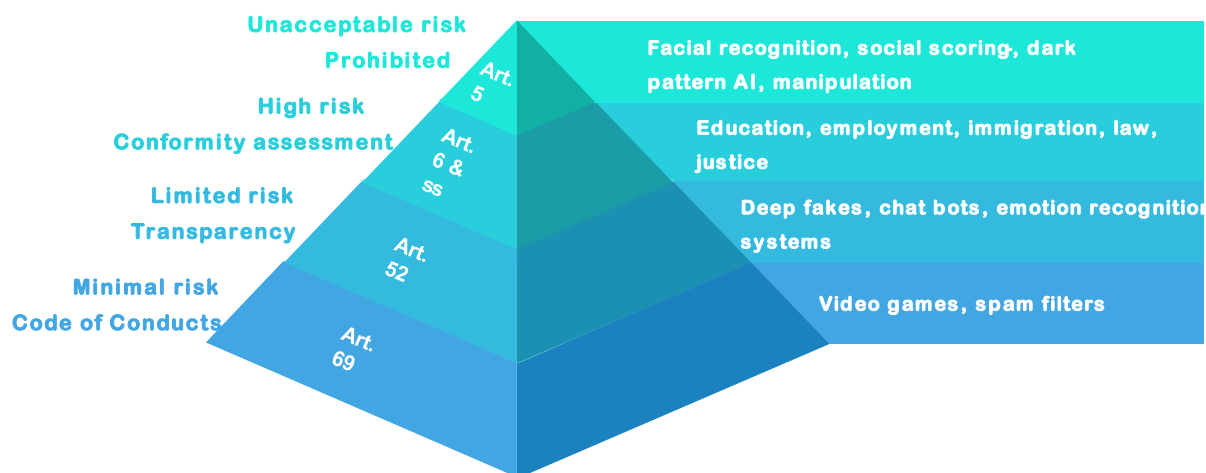 Unacceptable risk
Prohibited
Art.
5
Facial recognition, social scoring-, dark
pattern AI, manipulation
High risk
Conformity assessment
Art.
6 &
ss
Education, employment, immigration, law,
justice
Limited risk
Transparency
Art.
52
Deep fakes, chat bots, emotion recognition
systems
Minimal risk
Code of Conducts
Art.
69
Video games, spam filters